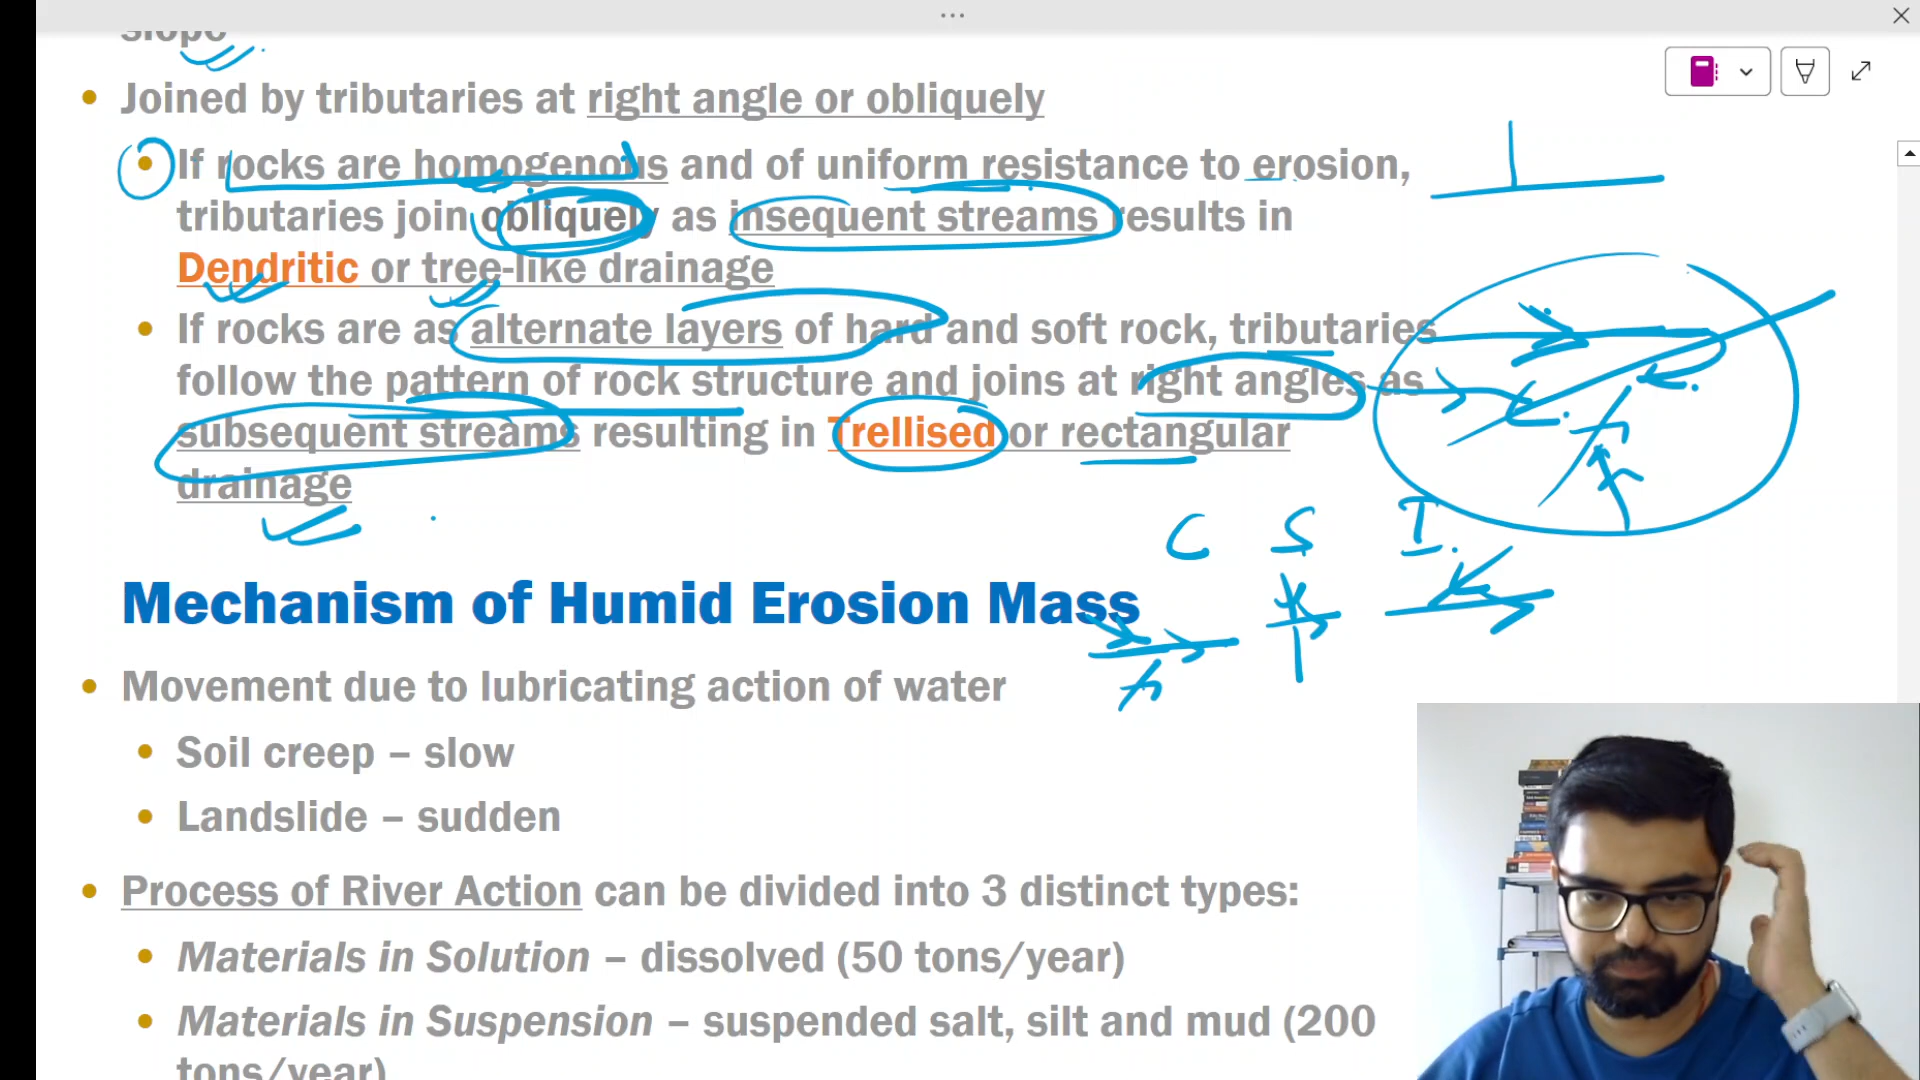 slope
Joined by tributaries at right angle or obliquely
If rocks are homogenous and of uniform resistance to erosion,
tributaries join obliquely as insequent streams results in
Dendritic or tree-like drainage
If rocks are as alternate layers of hard and soft rock, tributaries
follow the pattern of rock structure and joins at right angles as
subsequent streams resulting in Trellised or rectangular
drainage
C S I
Mechanism of Humid Erosion Mass
Movement due to lubricating action of water
Soil creep – slow
Landslide – sudden
Process of River Action can be divided into 3 distinct types:
Materials in Solution – dissolved (50 tons/year)
Materials in Suspension – suspended salt, silt and mud (200
tons/year)